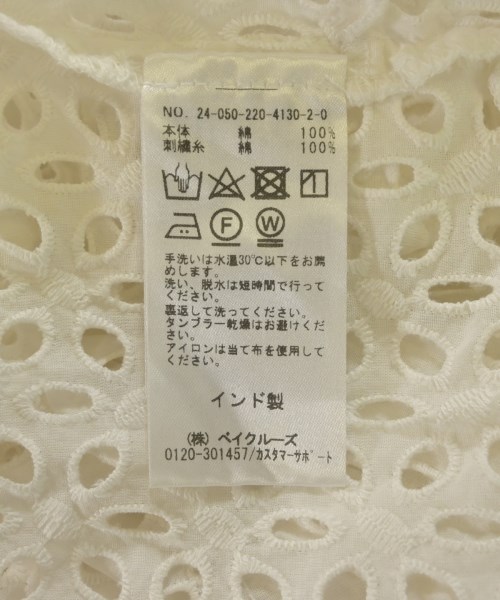 NO. 24-050-220-4130-2-0
本体 綿 100%
刺繍糸 綿 100%
F W
手洗いは水温30℃以下をお薦
めします。
洗い、脱水は短時間で行って
ください。
裏返して洗ってください。
タンブラー乾燥はお避けくだ
さい。
アイロンは当て布を使用して
ください。
インド製
(株) ベイクルーズ
0120-301457/カスタマーサポート